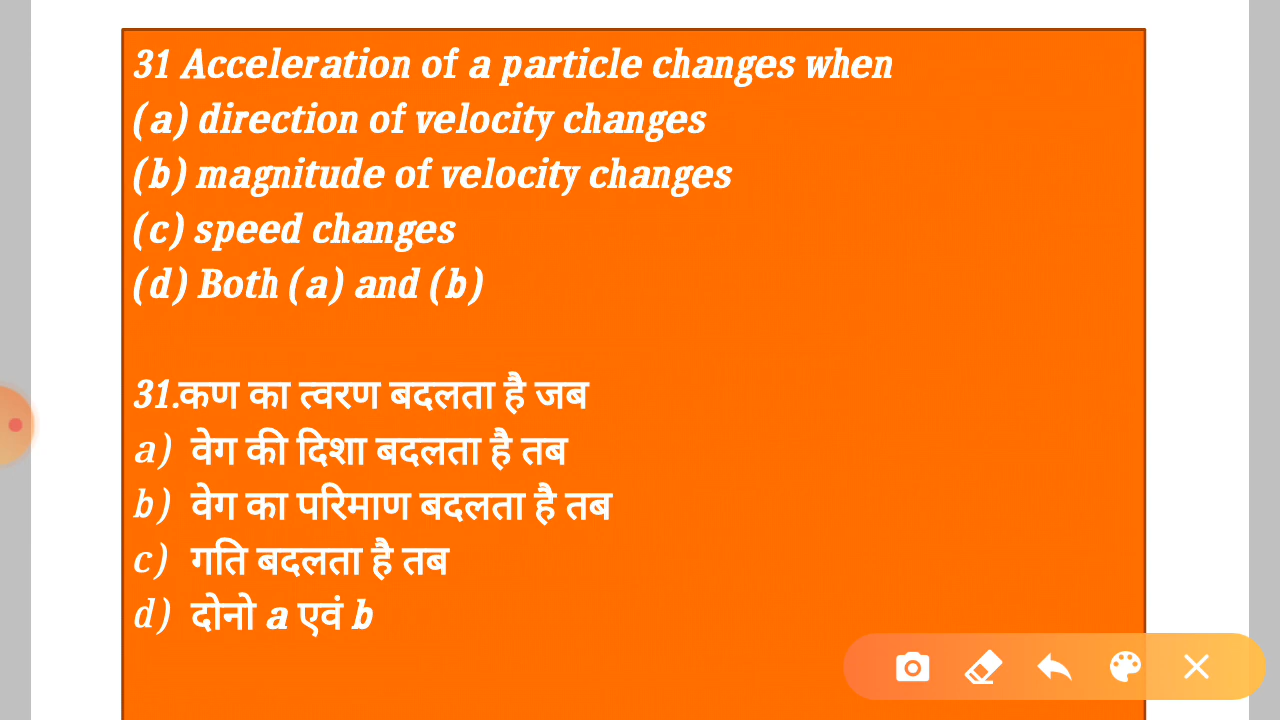 31 Acceleration of a particle changes when
(a) direction of velocity changes
(b) magnitude of velocity changes
(c) speed changes
(d) Both (a) and (b)
31.कण का त्वरण बदलता है जब
a) वेग की दिशा बदलता है तब
b) वेग का परिमाण बदलता है तब
c) गति बदलता है तब
d) दोनो a एवं b